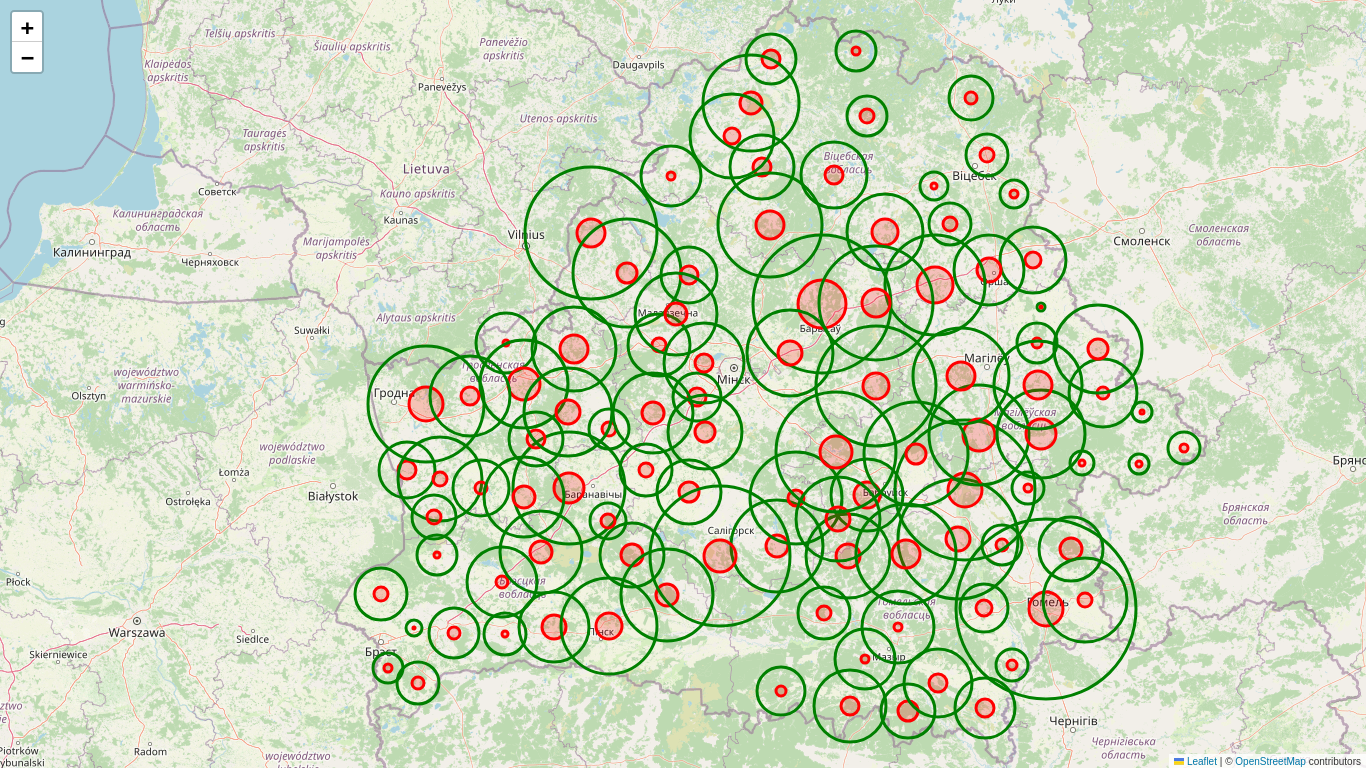 +
−
Telšių apskritis
Šiaulių apskritis
Klaipėdos
apskritis
Panevėžio
apskritis
Daugavpils
Луки
Panevėžys
Utenos apskritis
Tauragės
apskritis
Lietuva
Советск
Kauno apskritis
Kaunas
Калининградская
область
Vilnius
Калининград
Черняховск
Marijampolės
apskritis
Alytaus apskritis
Suwałki
Віцебская
вобласць
Віцебск
Смоленск
Смоленская
область
Орша
Маладзечна
Барысаў
Мінск
Магілёў
Магілёўская
вобласць
Гродзенская
вобласць
Гродна
województwo
warmińsko-
mazurskie
Olsztyn
województwo
podlaskie
Łomża
Ostrołęka
Białystok
Баранавічы
Бабруйск
Салігорск
Брянск
Брянская
область
Płock
Warszawa
Skierniewice
Siedlce
Брэсцкая
вобласць
Брэст
Пінск
Гомельская
вобласць
Гомель
Мазыр
Чернігів
Чернігівська
область
Radom
Piotrków
Trybunalski
województwo
województwo
lubelskie
Leaflet | © OpenStreetMap contributors